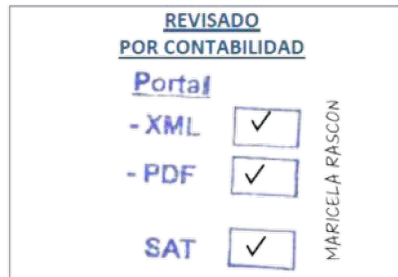 REVISADO
POR CONTABILIDAD
Portal
- XML ✓
- PDF ✓
SAT ✓
MARICELA RASCON